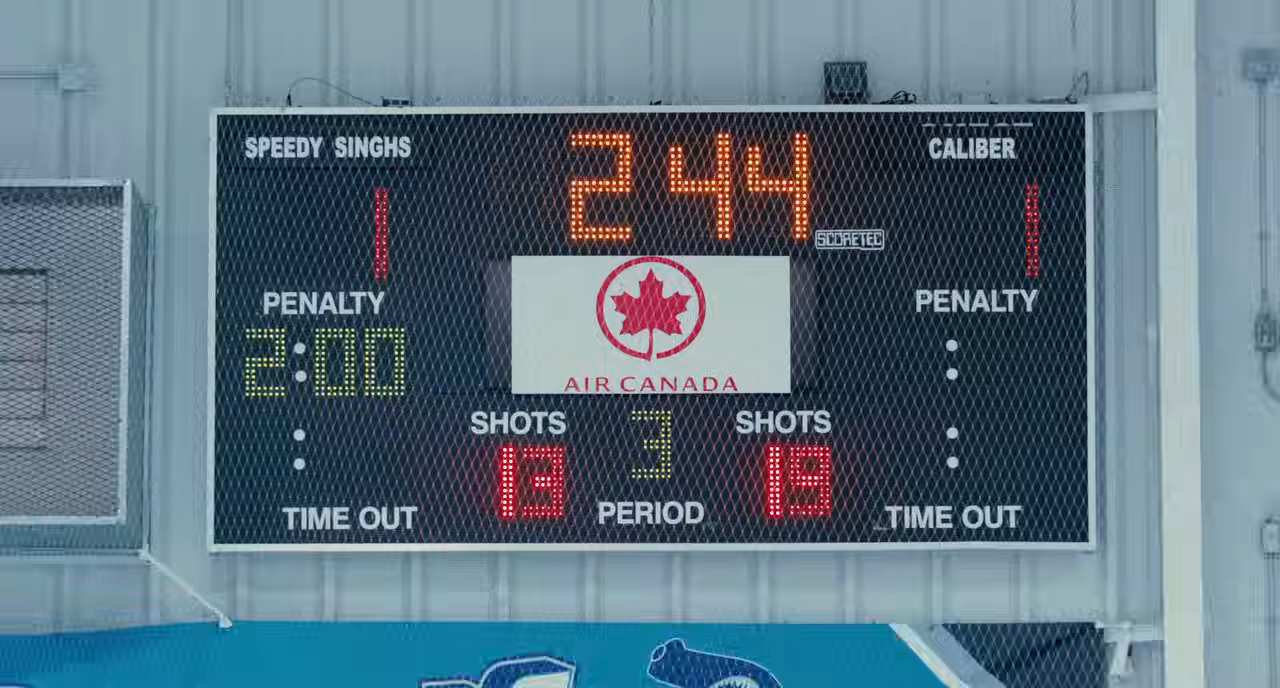 SPEEDY SINGHS
2 44
CALIBER
1
1
SCORETEC
PENALTY
PENALTY
2:00
:
AIR CANADA
SHOTS
3
SHOTS
:
:
13
19
TIME OUT
PERIOD
TIME OUT